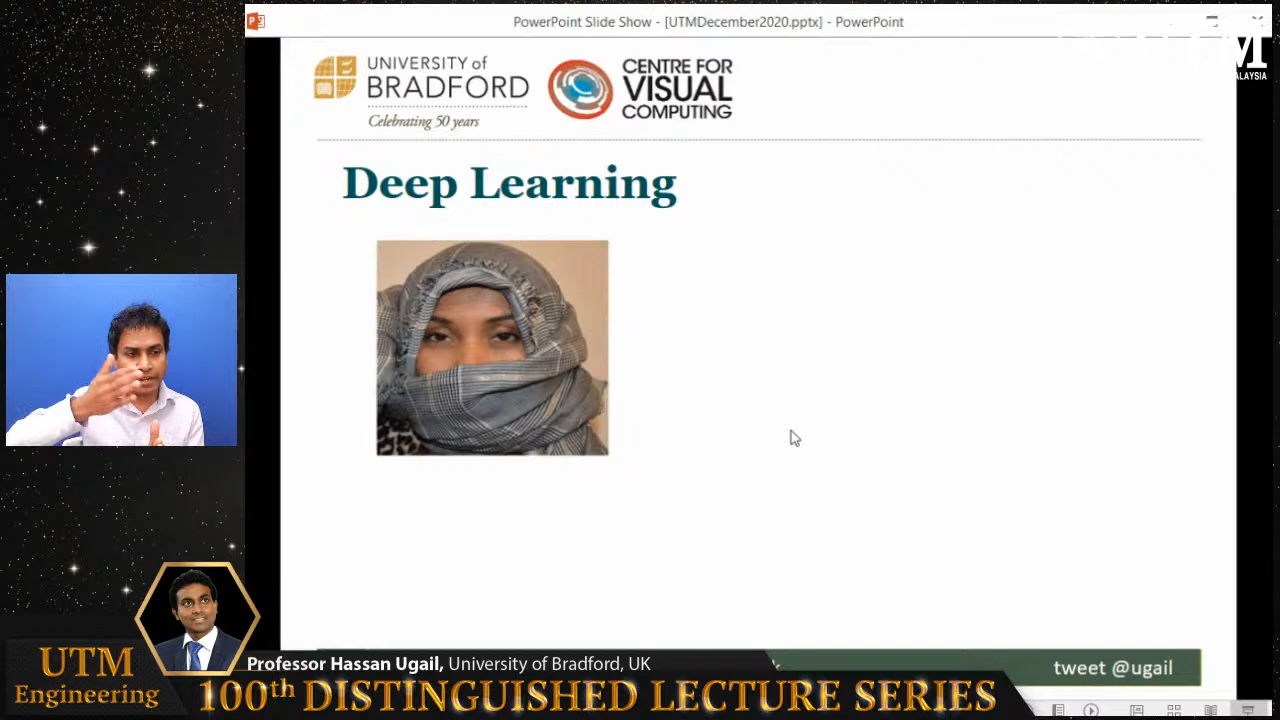 PowerPoint Slide Show - [UTMDecember2020.pptx] - PowerPoint
UNIVERSITY of
BRADFORD
Celebrating 50 years
CENTRE FOR
VISUAL
COMPUTING
ALAYSIA
Deep Learning
tweet @ugail
UTM
Engineering
Professor Hassan Ugail, University of Bradford, UK
100th DISTINGUISHED LECTURE SERIES